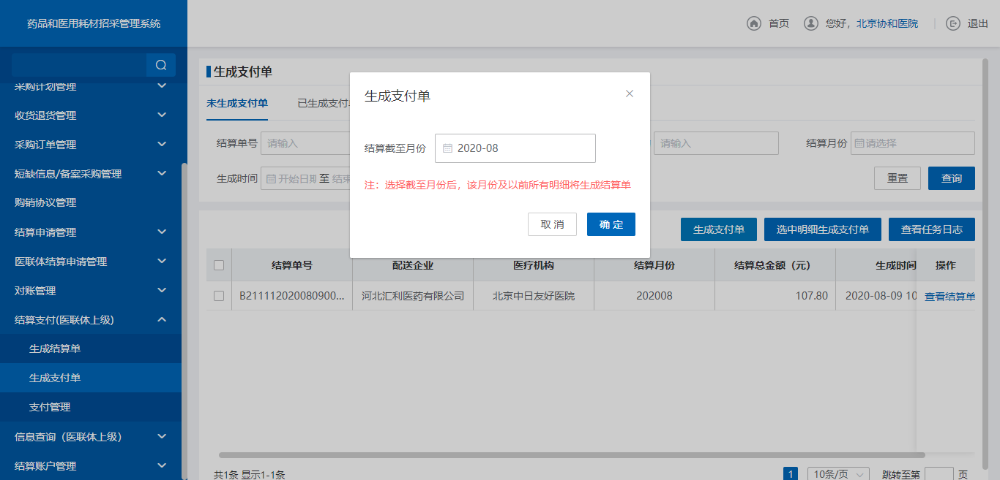 药品和医用耗材招采管理系统
首页
您好，北京协和医院
退出
采购计划管理
收货退货管理
采购订单管理
短缺信息/备案采购管理
购销协议管理
结算申请管理
医联体结算申请管理
对账管理
结算支付(医联体上级)
生成结算单
生成支付单
支付管理
信息查询（医联体上级）
结算账户管理
生成支付单
未生成支付单 已生成支付
结算单号 请输入 请输入 结算月份 请选择
生成时间 开始日期 至 结束 重置 查询
生成支付单
结算截至月份 2020-08
注：选择截至月份后，该月份及以前所有明细将生成结算单
取消 确定
生成支付单 选中明细生成支付单 查看任务日志
结算单号 配送企业 医疗机构 结算月份 结算总金额（元） 生成时间 操作
B211112020080900... 河北汇利医药有限公司 北京中日友好医院 202008 107.80 2020-08-09 10 查看结算单
共1条 显示1-1条 1 10条/页 跳转至第 页